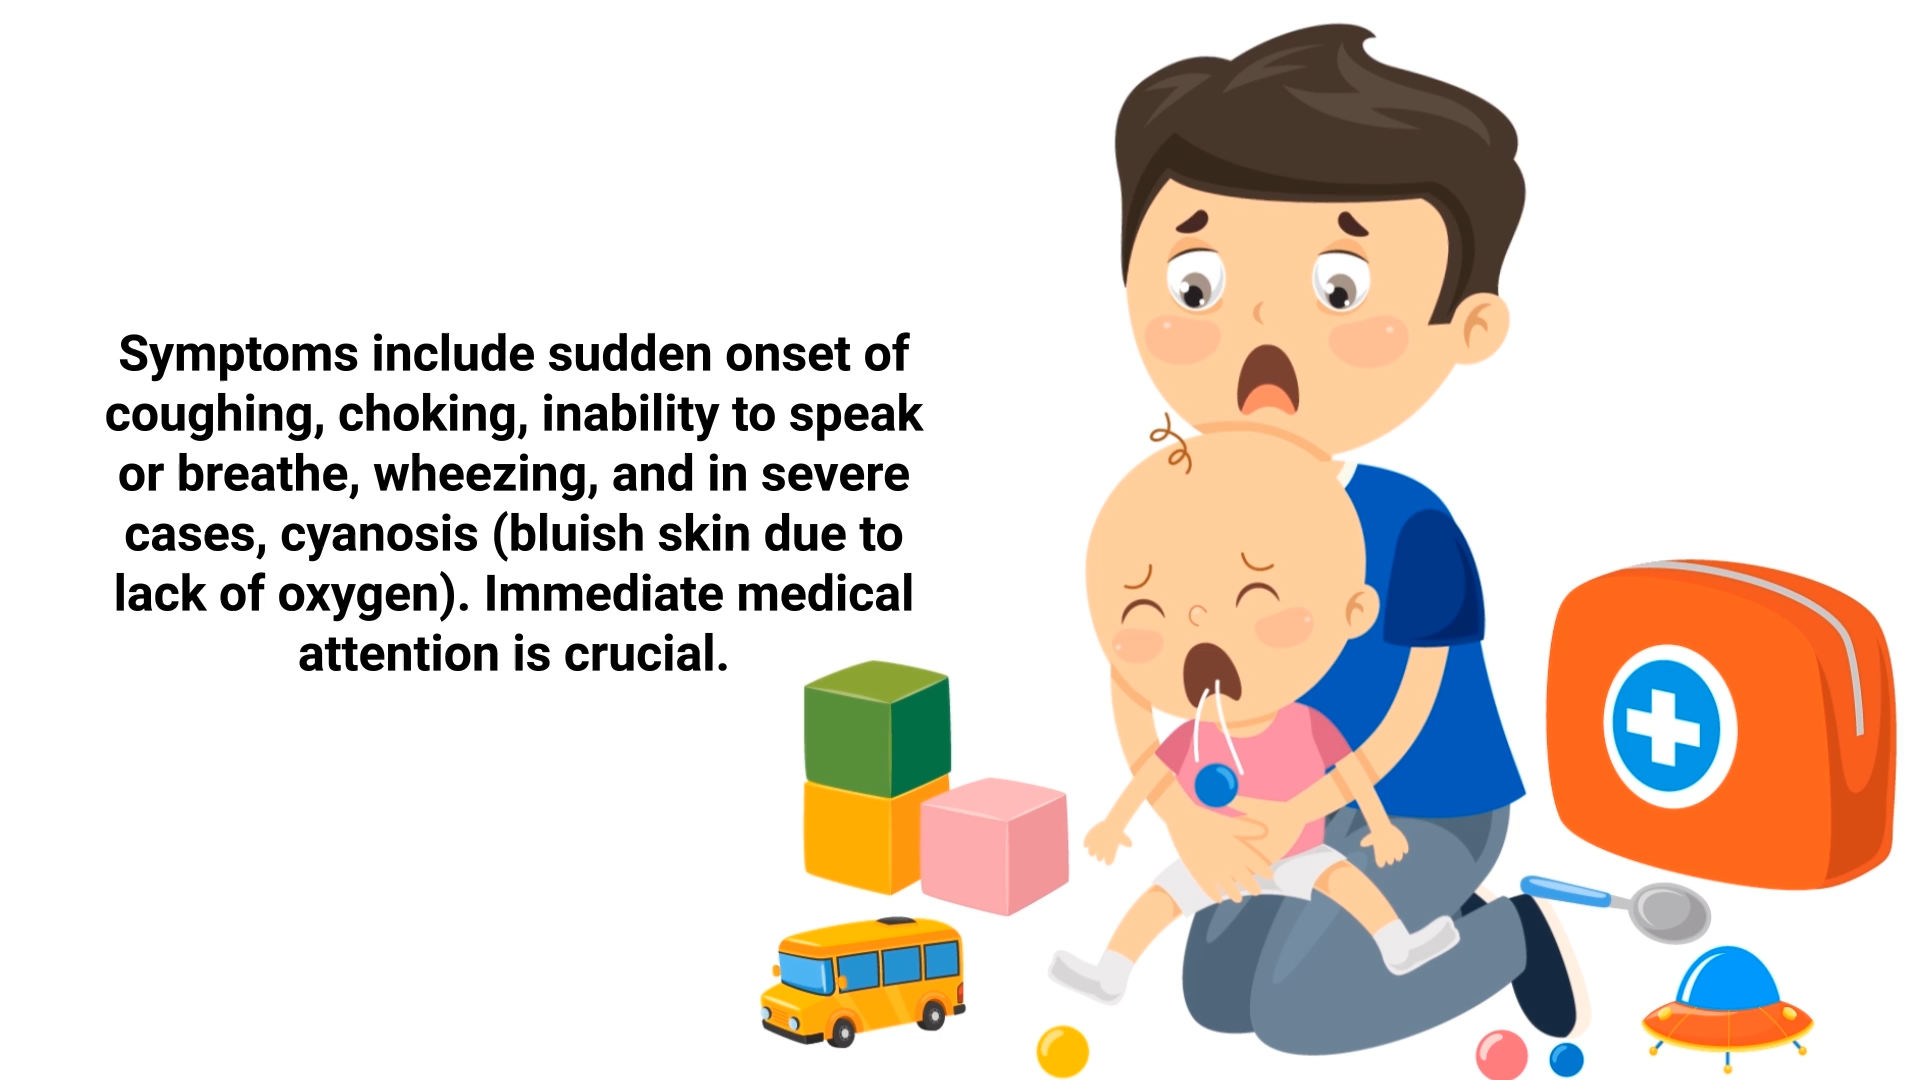 Symptoms include sudden onset of
coughing, choking, inability to speak
or breathe, wheezing, and in severe
cases, cyanosis (bluish skin due to
lack of oxygen). Immediate medical
attention is crucial.